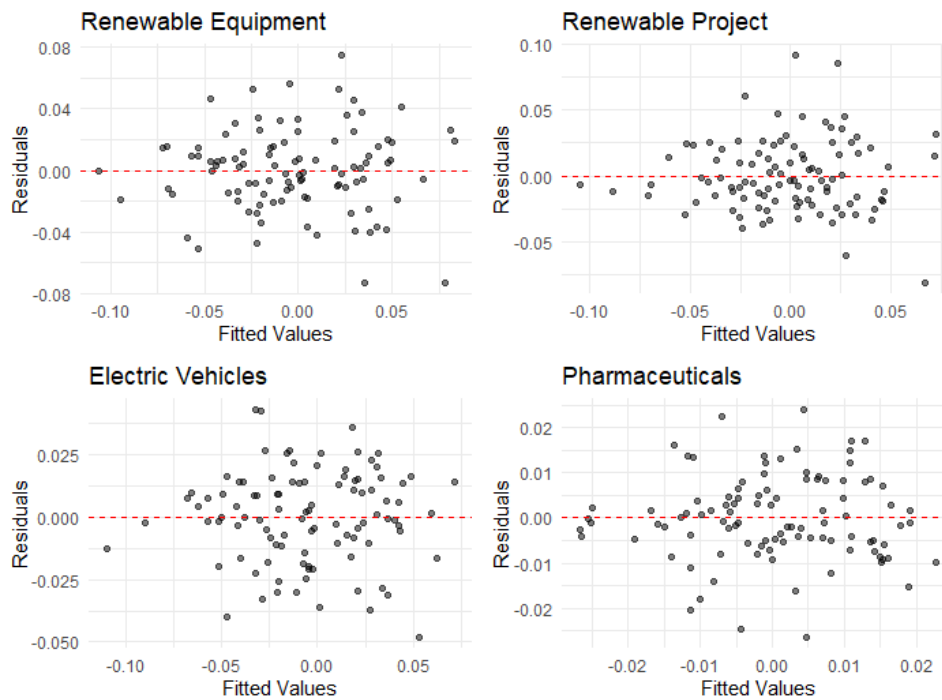 Renewable Equipment
0.08
0.04
0.00
-0.04
-0.08
Residuals
-0.10
-0.05
0.00
0.05
Fitted Values
Renewable Project
0.10
0.05
0.00
-0.05
Residuals
-0.10
-0.05
0.00
0.05
Fitted Values
Electric Vehicles
0.025
0.000
-0.025
-0.050
Residuals
-0.10
-0.05
0.00
0.05
Fitted Values
Pharmaceuticals
0.02
0.01
0.00
-0.01
-0.02
Residuals
-0.02
-0.01
0.00
0.01
0.02
Fitted Values